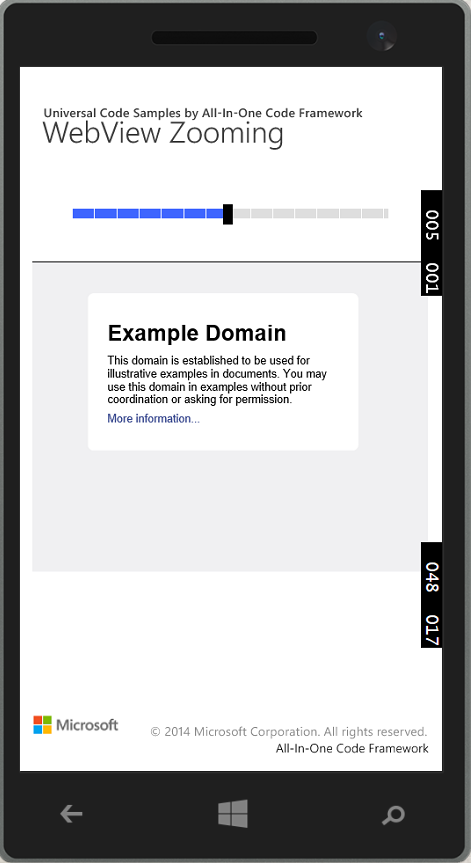 Universal Code Samples by All-In-One Code Framework
WebView Zooming
005
001
Example Domain
This domain is established to be used for
illustrative examples in documents. You may
use this domain in examples without prior
coordination or asking for permission.
More information...
048
017
Microsoft
© 2014 Microsoft Corporation. All rights reserved.
All-In-One Code Framework